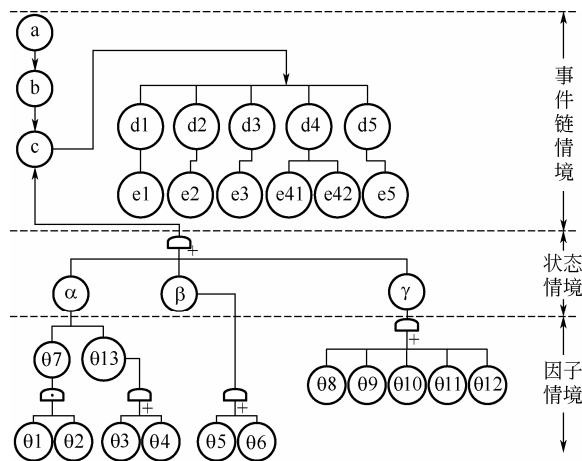 a
b
c
d1 d2 d3 d4 d5
e1 e2 e3 e41 e42 e5
事件链情境
+
α β γ
状态
情境
+
θ7 θ13
θ8 θ9 θ10 θ11 θ12
· + +
θ1 θ2 θ3 θ4 θ5 θ6
因子
情境